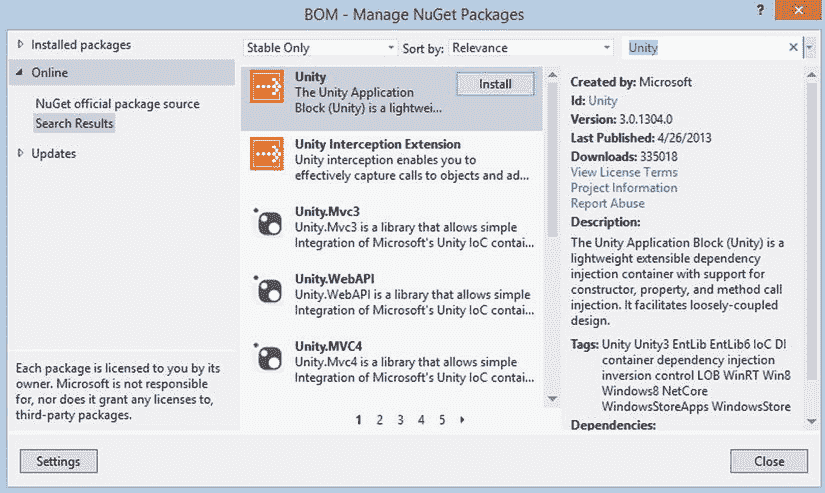 BOM - Manage NuGet Packages
?
Installed packages
Online
NuGet official package source
Search Results
Updates
Each package is licensed to you by its
owner. Microsoft is not responsible
for, nor does it grant any licenses to,
third-party packages.
Stable Only
Sort by: Relevance
Unity
Unity
Install
The Unity Application
Block (Unity) is a lightwei...
Unity Interception Extension
Unity interception enables you to
effectively capture calls to objects and ad...
Unity.Mvc3
Unity.Mvc3 is a library that allows simple
Integration of Microsoft's Unity IoC contai...
Unity.WebAPI
Unity.WebAPI is a library that allows simple
Integration of Microsoft's Unity IoC contai...
Unity.MVC4
Unity.Mvc4 is a library that allows simple
Integration of Microsoft's Unity IoC contai...
1 2 3 4 5
Created by: Microsoft
Id: Unity
Version: 3.0.1304.0
Last Published: 4/26/2013
Downloads: 335018
View License Terms
Project Information
Report Abuse
Description:
The Unity Application Block (Unity) is a
lightweight extensible dependency
injection container with support for
constructor, property, and method call
injection. It facilitates loosely-coupled
design.
Tags: Unity Unity3 EntLib EntLib6 IoC DI
container dependency injection
inversion control LOB WinRT Win8
Windows8 NetCore
WindowsStoreApps WindowsStore
Dependencies:
Settings
Close